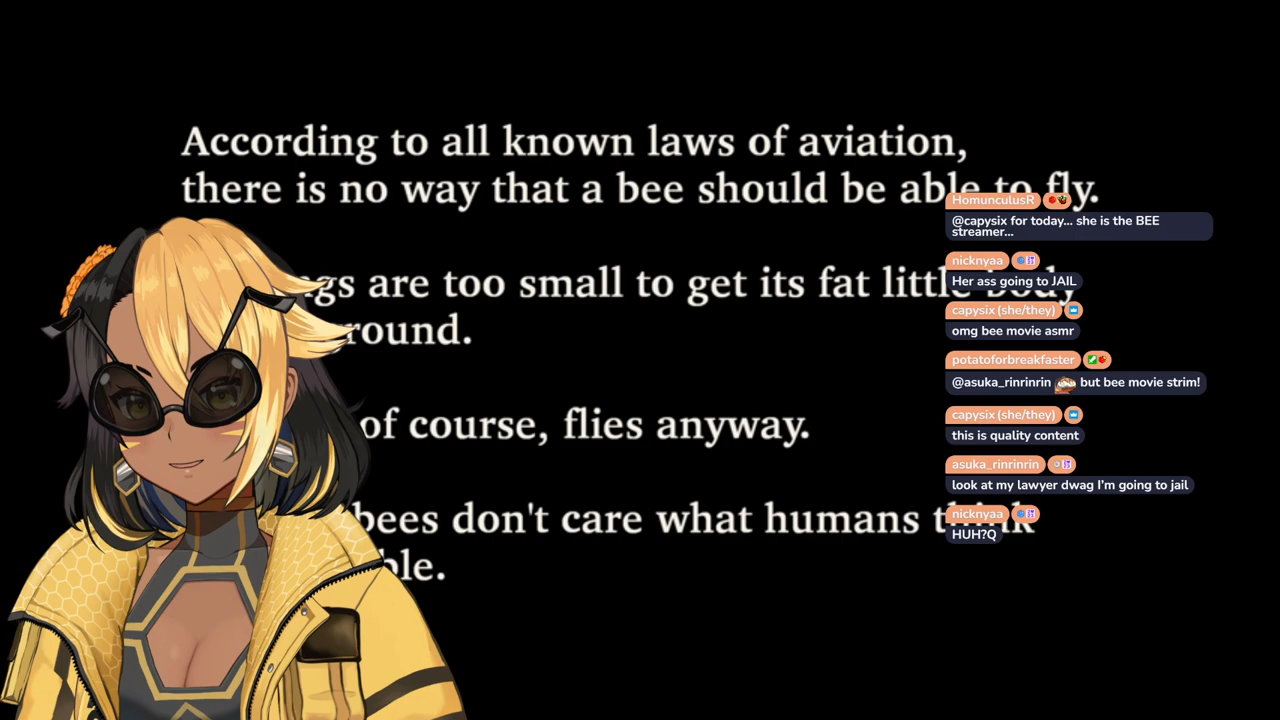 According to all known laws of aviation,
there is no way that a bee should be able to fly.
are too small to get its fat little body
of course, flies anyway.
bees don't care what humans think
HomunculusR
@capysix for today... she is the BEE
streamer...
nicknyaa
Her ass going to JAIL
capysix (she/they)
omg bee movie asmr
potatoforbreakfaster
@asuka_rinrinrin but bee movie strim!
capysix (she/they)
this is quality content
asuka_rinrinrin
look at my lawyer dwag I'm going to jail
nicknyaa
HUH?Q